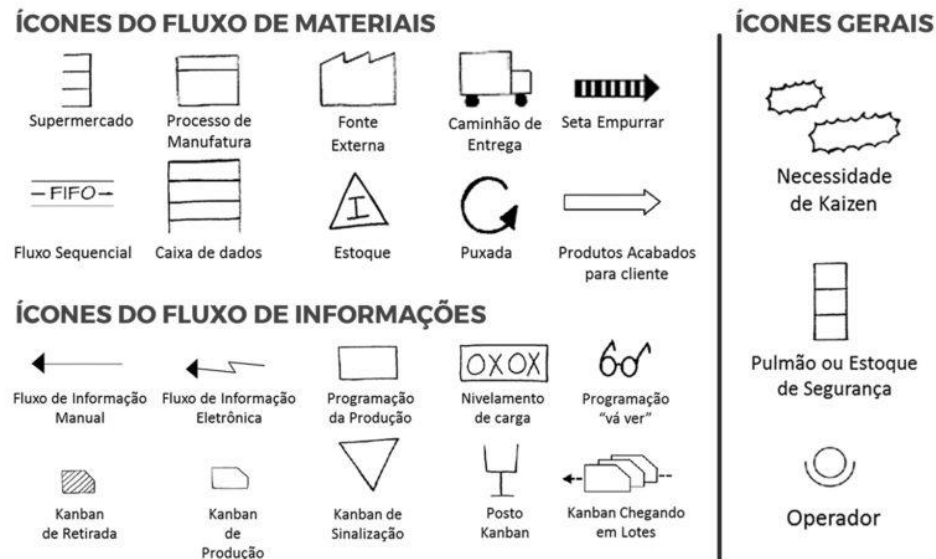 ÍCONES DO FLUXO DE MATERIAIS
Supermercado
Processo de
Manufatura
Fonte
Externa
Caminhão de
Entrega
Seta Empurrar
FIFO
Fluxo Sequencial
Caixa de dados
I
Estoque
Puxada
Produtos Acabados
para cliente
ÍCONES DO FLUXO DE INFORMAÇÕES
Fluxo de Informação
Manual
Fluxo de Informação
Eletrônica
Programação
da Produção
OXOX
Nivelamento
de carga
Programação
“vá ver”
Kanban
de Retirada
Kanban
de
Produção
Kanban de
Sinalização
Posto
Kanban
Kanban Chegando
em Lotes
ÍCONES GERAIS
Necessidade
de Kaizen
Pulmão ou Estoque
de Segurança
Operador